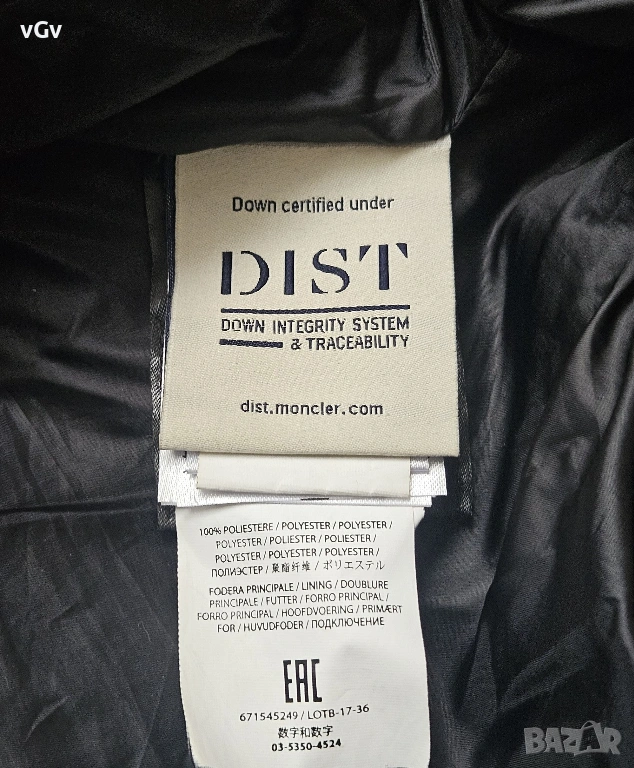 vGv
Down certified under
DIST
DOWN INTEGRITY SYSTEM
& TRACEABILITY
dist.moncler.com
100% POLIESTERE / POLYESTER / POLYESTER /
POLYESTER / POLIESTER / POLIÉSTER /
POLYESTER / POLYESTER / POLYESTER /
ПОЛИЭСТЕР / 聚酯纤维 / ポリエステル
FODERA PRINCIPALE / LINING / DOUBLURE
PRINCIPALE / FUTTER / FORRO PRINCIPAL /
FORRO PRINCIPAL / HOOFDVOERING / PRIMÆRT
FOR / HUVUDFODER / ПОДКЛЮЧЕНИЕ
EAC
671545249 / LOTB-17-36
数字和数字
03-5350-4524
BAZAR